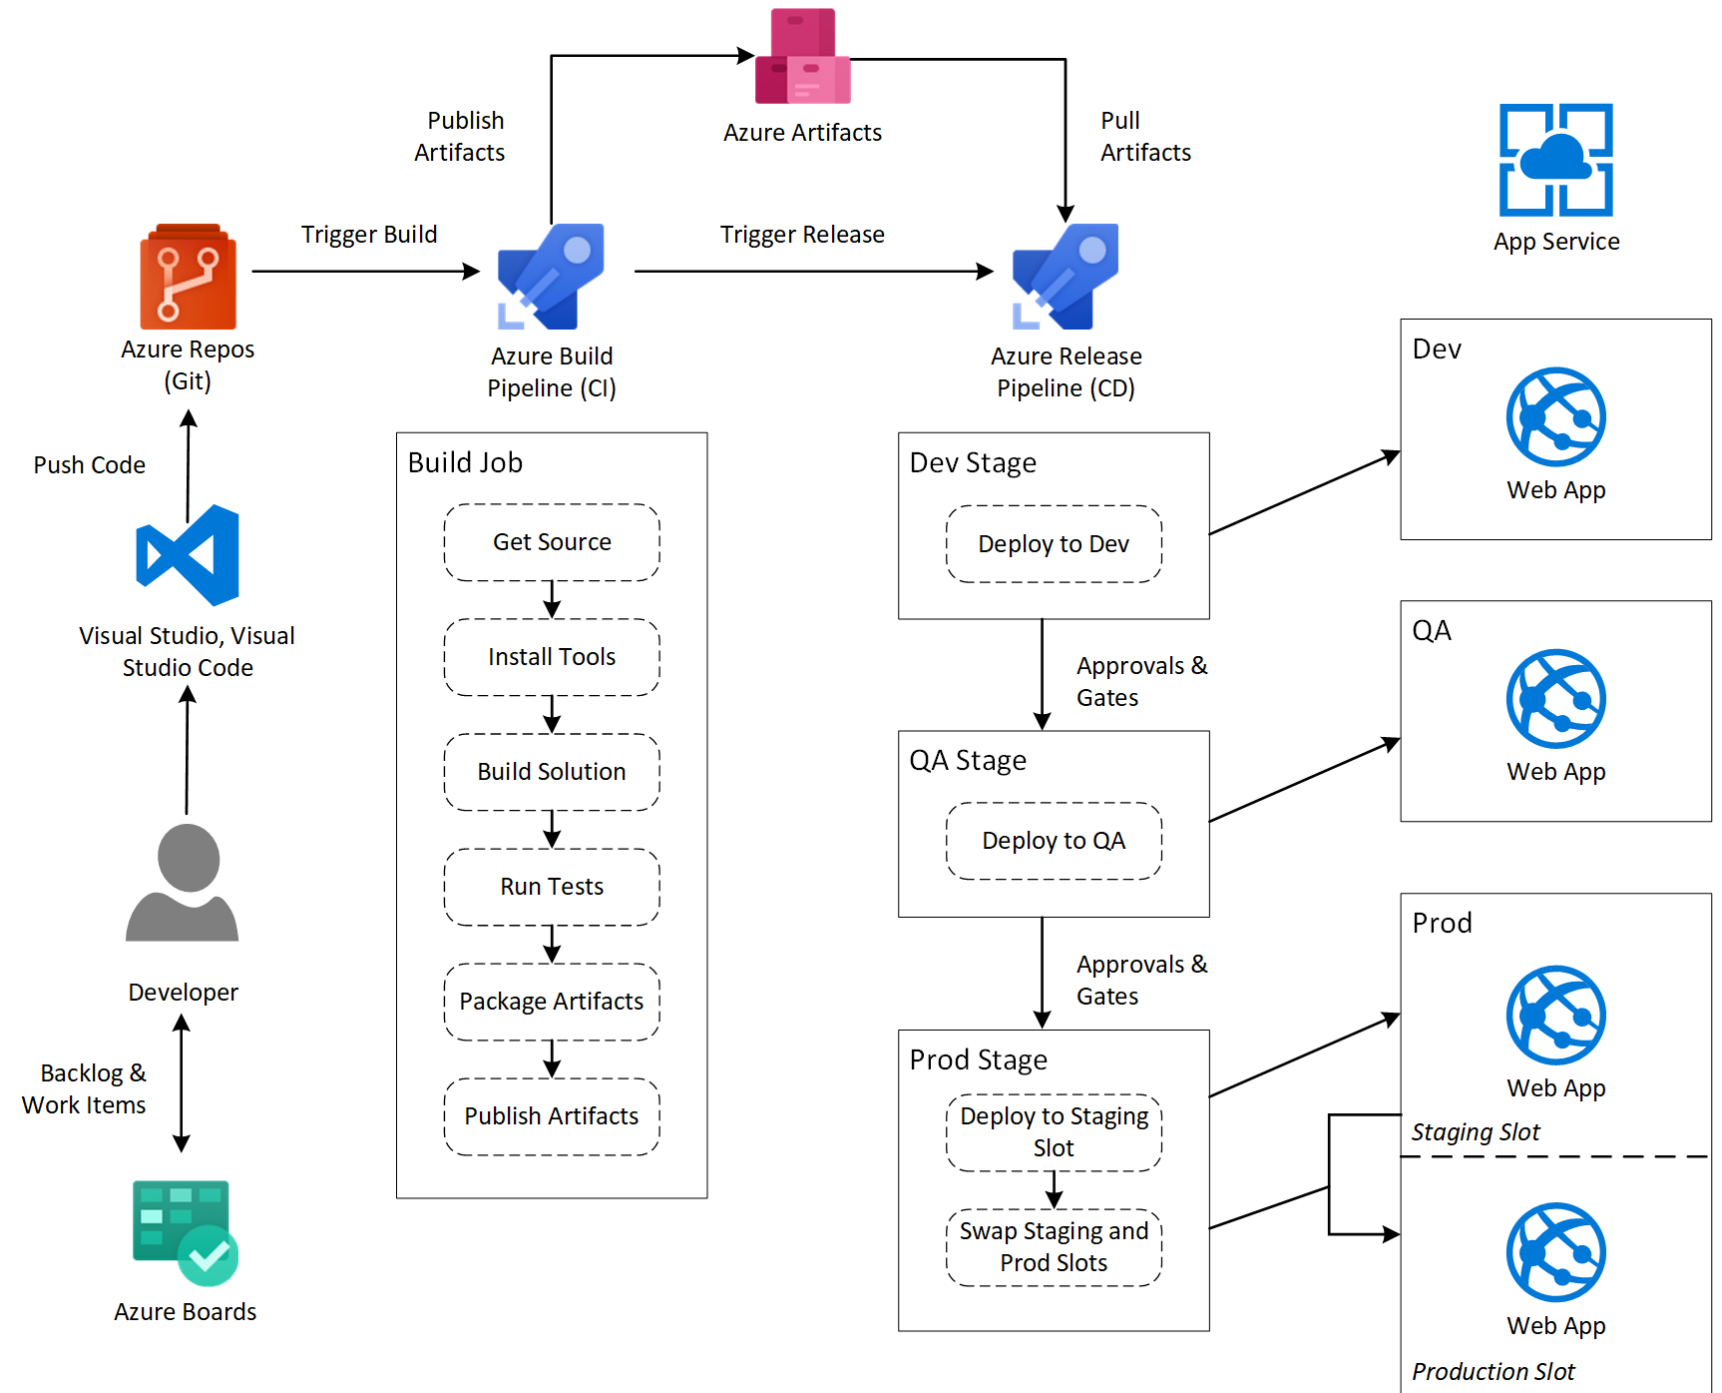 Publish
Artifacts
Azure Artifacts
Pull
Artifacts
App Service
Trigger Build
Trigger Release
Azure Repos
(Git)
Azure Build
Pipeline (CI)
Azure Release
Pipeline (CD)
Push Code
Visual Studio, Visual
Studio Code
Developer
Backlog &
Work Items
Azure Boards
Build Job
Get Source
Install Tools
Build Solution
Run Tests
Package Artifacts
Publish Artifacts
Dev Stage
Deploy to Dev
Approvals &
Gates
QA Stage
Deploy to QA
Approvals &
Gates
Prod Stage
Deploy to Staging
Slot
Swap Staging and
Prod Slots
Dev
Web App
QA
Web App
Prod
Web App
Staging Slot
Web App
Production Slot